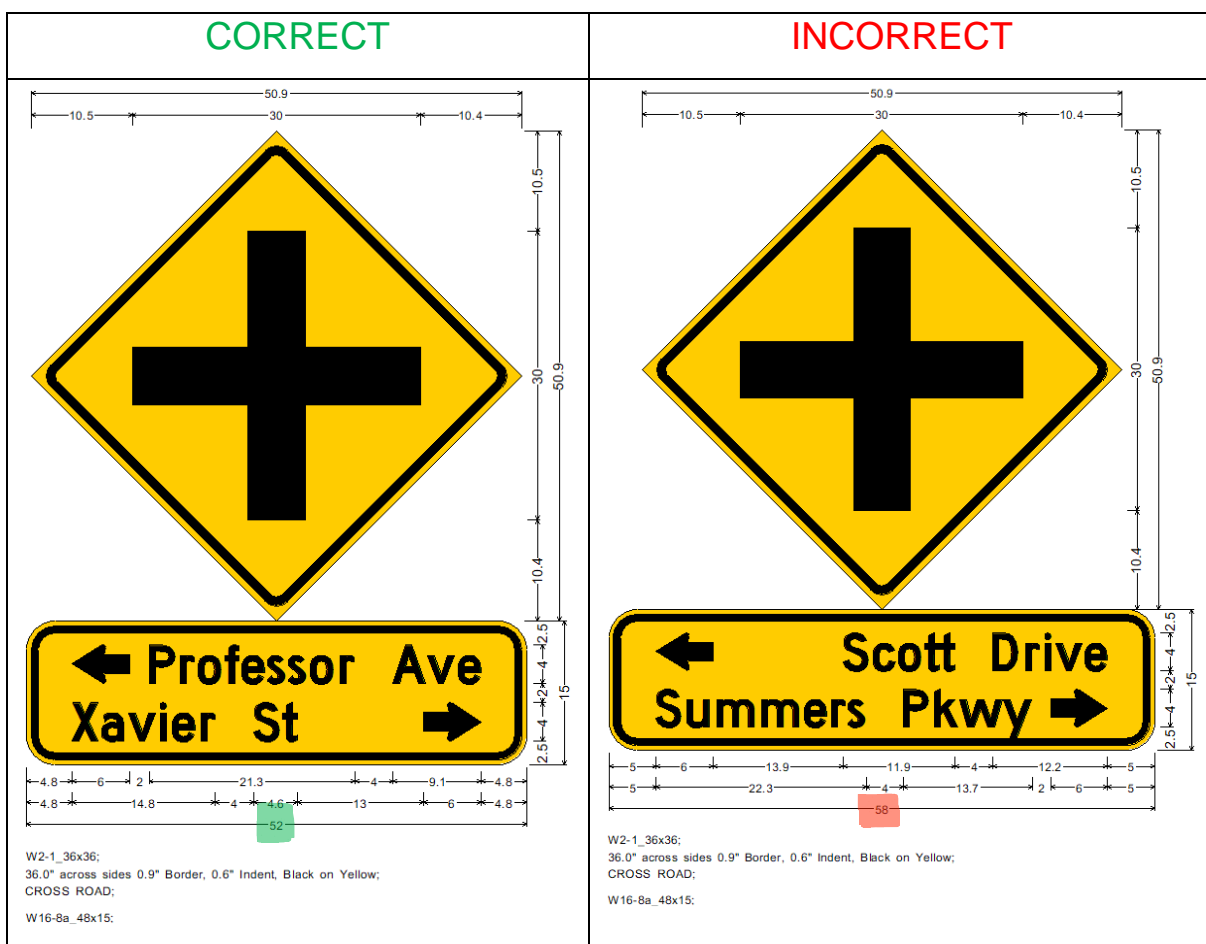 CORRECT
INCORRECT
50.9
10.5 30 10.4
10.5
30
50.9
10.4
Professor Ave
Xavier St
2.5
4
2
4
2.5
15
4.8 6 2 21.3 4 9.1 4.8
4.8 14.8 4 4.6 13 6 4.8
52
W2-1_36x36;
36.0" across sides 0.9" Border, 0.6" Indent, Black on Yellow;
CROSS ROAD;
W16-8a_48x15;
50.9
10.5 30 10.4
10.5
30
50.9
10.4
Scott Drive
Summers Pkwy
2.5
4
2
4
2.5
15
5 6 13.9 11.9 4 12.2 5
5 22.3 4 13.7 2 6 5
58
W2-1_36x36;
36.0" across sides 0.9" Border, 0.6" Indent, Black on Yellow;
CROSS ROAD;
W16-8a_48x15;